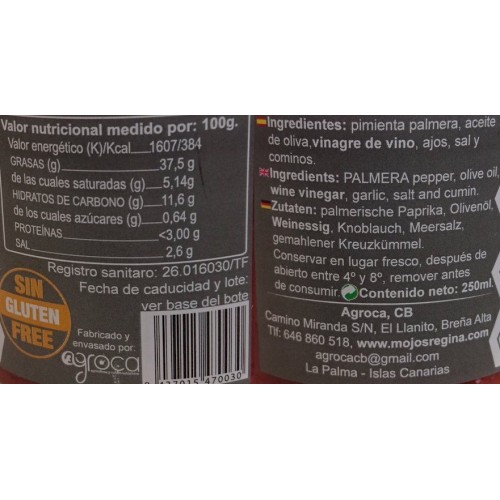 Valor nutricional medido por: 100g.
Valor energético (K)/Kcal 1607/384
GRASAS (g) 37,5 g
de las cuales saturadas (g) 5,14g
HIDRATOS DE CARBONO (g) 11,6 g
de los cuales azúcares (g) 0,64 g
PROTEÍNAS <3,00 g
SAL 2,6 g
Registro sanitaro: 26.016030/TF
Fecha de caducidad y lote:
ver base del bote
SIN
GLUTEN
FREE
Fabricado y
envasado por:
agroca
Ingredientes: pimienta palmera, aceite
de oliva, vinagre de vino, ajos, sal y
cominos.
Ingredients: PALMERA pepper, olive oil,
wine vinegar, garlic, salt and cumin.
Zutaten: palmerische Paprika, Olivenöl,
Weinessig, Knoblauch, Meersalz,
gemahlener Kreuzkümmel.
Conservar en lugar fresco, después de
abierto entre 4º y 8º, remover antes
de consumir. Contenido neto: 250ml.
Agroca, CB
Camino Miranda S/N, El Llanito, Breña Alta
Tlf: 646 860 518, www.mojosregina.com
agrocacb@gmail.com
La Palma - Islas Canarias